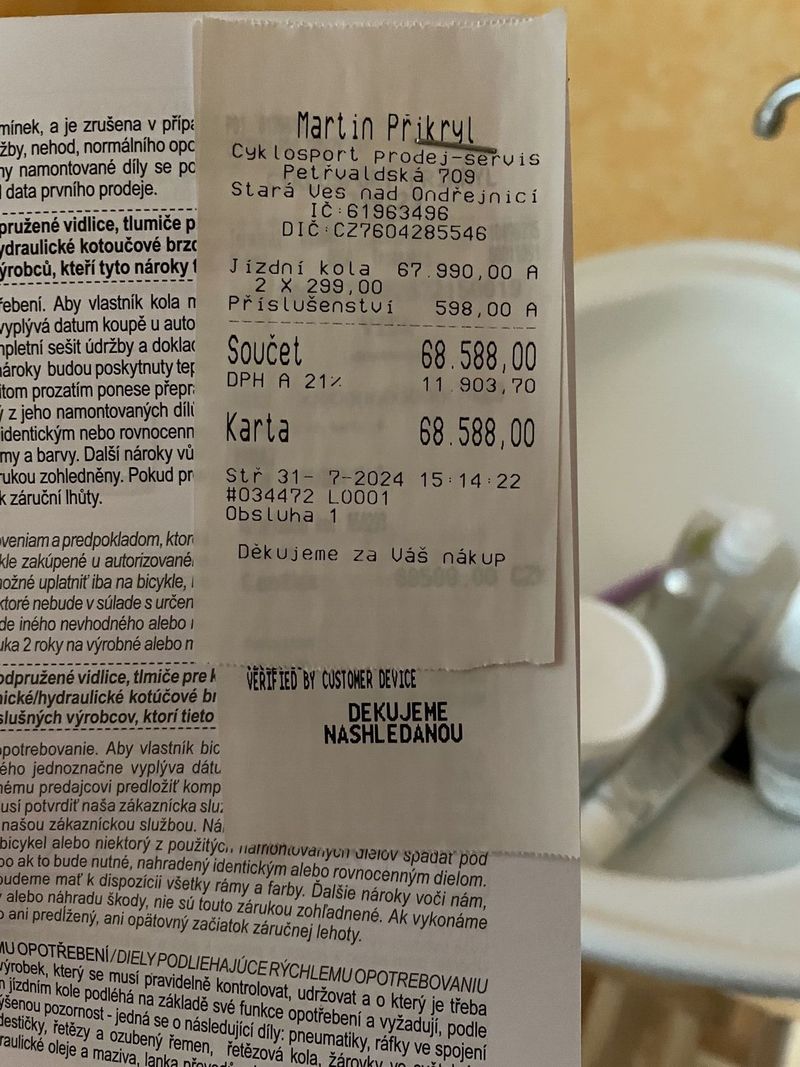 Martin Přikryl
Cyklosport Prodej-servis
Petřvaldská 709
Stará Ves nad Ondřejnicí
IČ:61963496
DIČ:CZ7604285546
Jízdní kola 67.990,00 A
2 X 299,00
Příslušenství 598,00 A
Součet 68.588,00
DPH A 21% 11.903,70
Karta 68.588,00
Stř 31- 7-2024 15:14:22
#034472 L0001
Obsluha 1
Děkujeme za Váš nákup
VERIFIED BY CUSTOMER DEVICE
DEKUJEME
NASHLEDANOU
mínek, a je zrušena v příp
žby, nehod, normálního opo
ny namontované díly se po
data prvního prodeje.
pružené vidlice, tlumiče p
ydraulické kotoučové brz
ýrobců, kteří tyto nároky
řebení. Aby vlastník kola
vyplývá datum koupě u auto
mpletní sešit údržby a doklad
nároky budou poskytnuty
itom prozatím ponese přepr
ý z jeho namontovaných dílů
identickým nebo rovnocenn
my a barvy. Další nároky
rukou zohledněny. Pokud
k záruční lhůty.
oveniam a predpokladom, ktor
kle zakúpené u autorizované
ožné uplatniť iba na bicykle,
ktoré nebude v súlade s určen
de iného nevhodného alebo
uka 2 roky na výrobné alebo
odpružené vidlice, tlmiče pre
nické/hydraulické kotúčové
slušných výrobcov, ktorí tieto
opotrebovanie. Aby vlastník bic
ého jednoznačne vyplýva dátu
nému predajcovi predložiť komp
usí potvrdiť naša zákaznícka slu
našou zákazníckou službou. Ná
bicykel alebo niektorý z použitých namontovaných dielov spadať pod
bo ak to bude nutné, nahradený identickým alebo rovnocenným dielom.
budeme mať k dispozícii všetky rámy a farby. Ďalšie nároky voči nám,
alebo náhradu škody, nie sú touto zárukou zohľadnené. Ak vykonáme
ani predĺžený, ani opätovný začiatok záručnej lehoty.
MU OPOTŘEBENÍ/DIELY PODLIEHAJÚCE RÝCHLEMU OPOTREBOVANIU
výrobek, který se musí pravidelně kontrolovat, udržovat a o který je třeba
jízdním kole podléhá na základě své funkce opotřebení a vyžadují, podle
ýšenou pozornost - jedná se o následující díly: pneumatiky, ráfky ve spojení
destičky, řetězy a ozubený řemen, řetězová kola, žárovky ve
raulické oleje a maziva, lanka